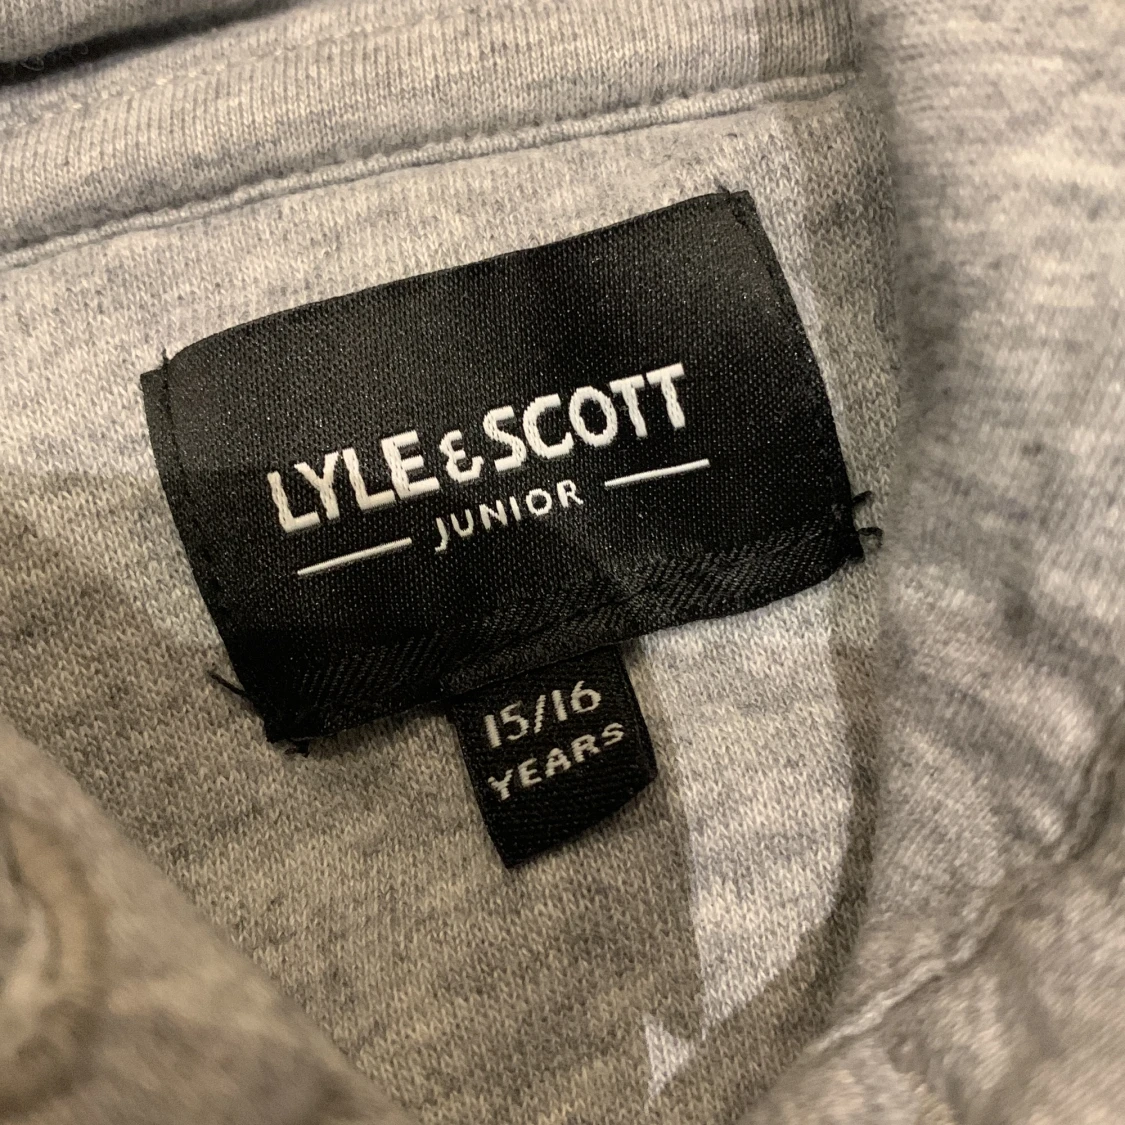 LYLE & SCOTT
JUNIOR
15/16
YEARS